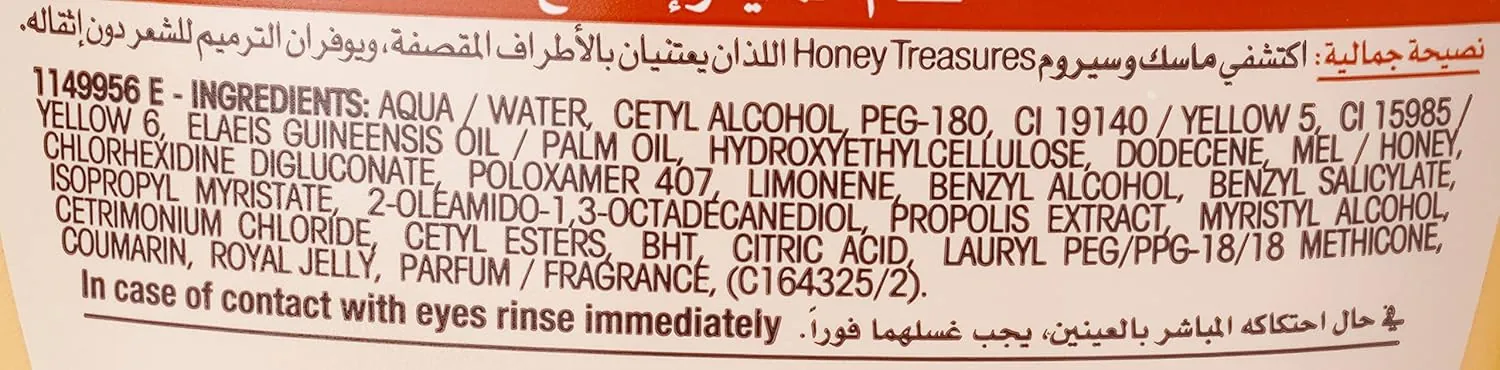 نصيحة جمالية: اكتشفي ماسك وسيروم Honey Treasures اللذان يعتنيان بالأطراف المقصفة، ويوفران الترميم للشعر دون إثقاله.
1149956 E - INGREDIENTS: AQUA / WATER, CETYL ALCOHOL, PEG-180, CI 19140 / YELLOW 5, CI 15985 /
YELLOW 6, ELAEIS GUINEENSIS OIL / PALM OIL, HYDROXYETHYLCELLULOSE, DODECENE, MEL / HONEY,
CHLORHEXIDINE DIGLUCONATE, POLOXAMER 407, LIMONENE, BENZYL ALCOHOL, BENZYL SALICYLATE,
ISOPROPYL MYRISTATE, 2-OLEAMIDO-1,3-OCTADECANEDIOL, PROPOLIS EXTRACT, MYRISTYL ALCOHOL,
CETRIMONIUM CHLORIDE, CETYL ESTERS, BHT, CITRIC ACID, LAURYL PEG/PPG-18/18 METHICONE,
COUMARIN, ROYAL JELLY, PARFUM / FRAGRANCE, (C164325/2).
In case of contact with eyes rinse immediately في حال احتكاكه المباشر بالعينين، يجب غسلهما فوراً.